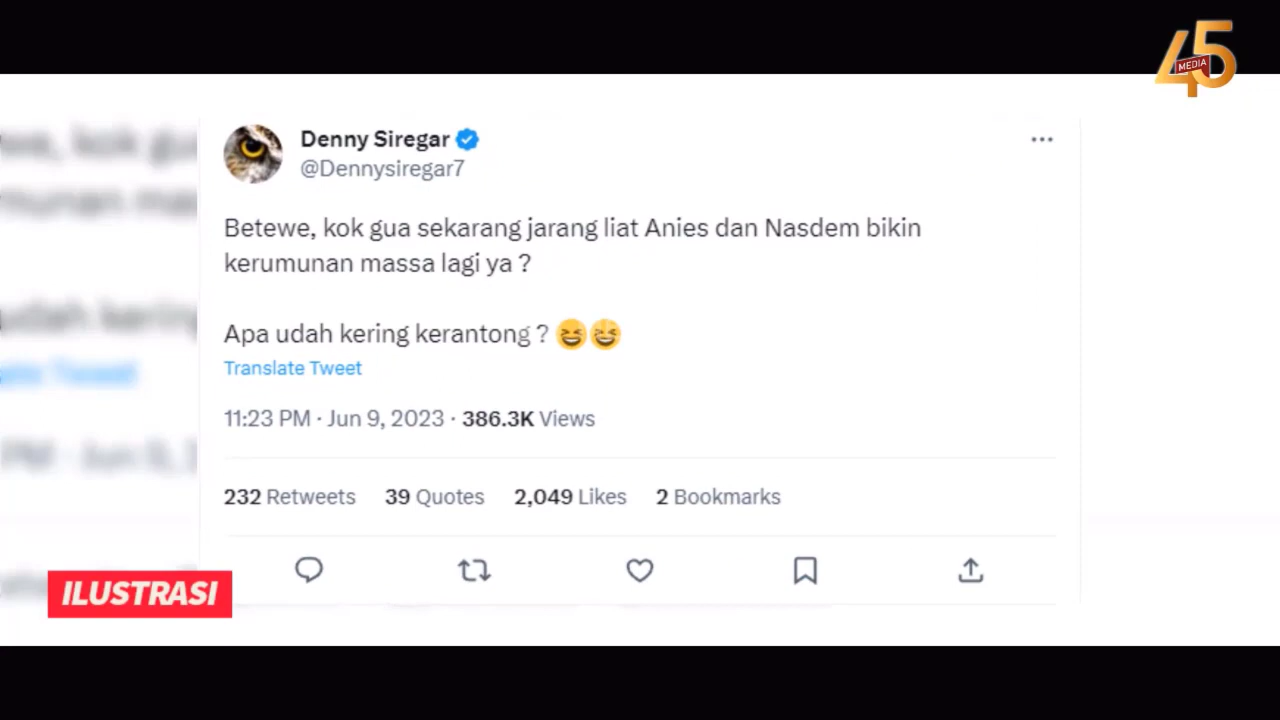 45
MEDIA
Denny Siregar
@Dennysiregar7
Betewe, kok gua sekarang jarang liat Anies dan Nasdem bikin
kerumunan massa lagi ya ?
Apa udah kering kerantong ? 😆😆
Translate Tweet
11:23 PM · Jun 9, 2023 · 386.3K Views
232 Retweets 39 Quotes 2,049 Likes 2 Bookmarks
ILUSTRASI